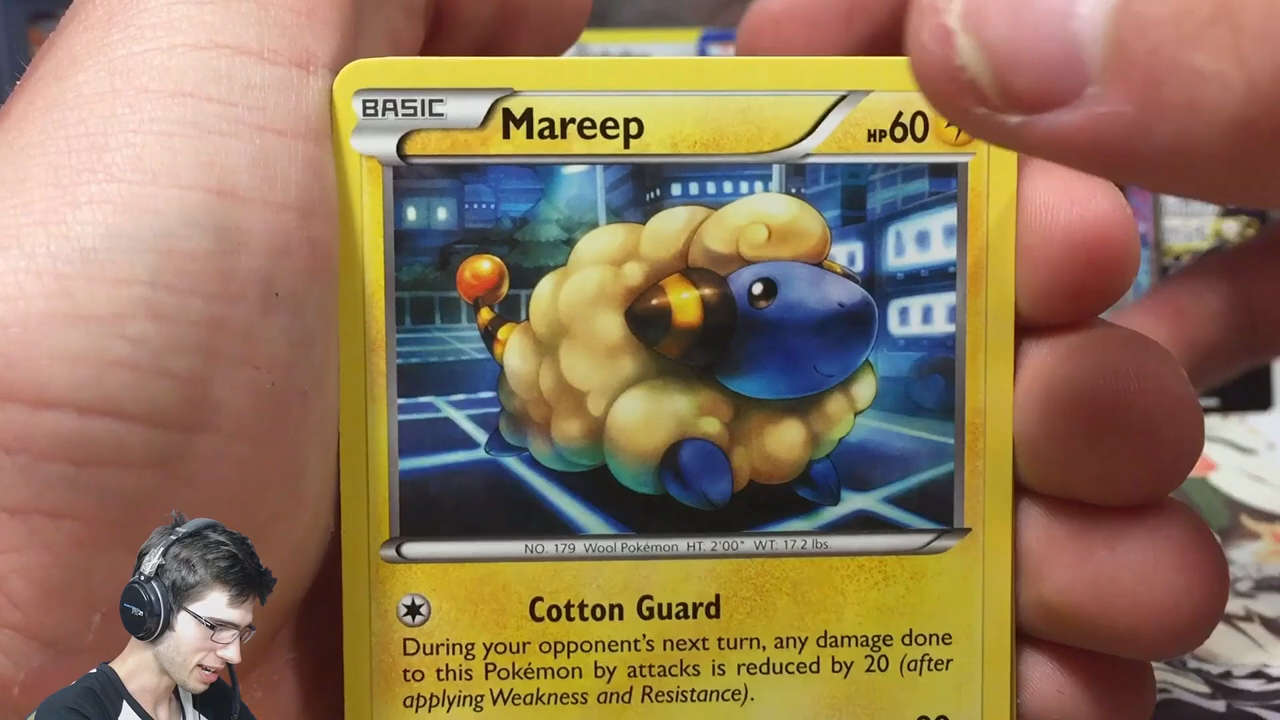 BASIC
Mareep
HP60
NO. 179 Wool Pokémon HT: 2'00" WT: 17.2 lbs.
Cotton Guard
During your opponent's next turn, any damage done
to this Pokémon by attacks is reduced by 20 (after
applying Weakness and Resistance).